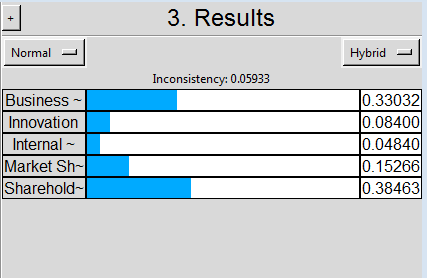 + 3. Results
Normal Hybrid
Inconsistency: 0.05933
Business ~ 0.33032
Innovation 0.08400
Internal ~ 0.04840
Market Sh~ 0.15266
Sharehold~ 0.38463